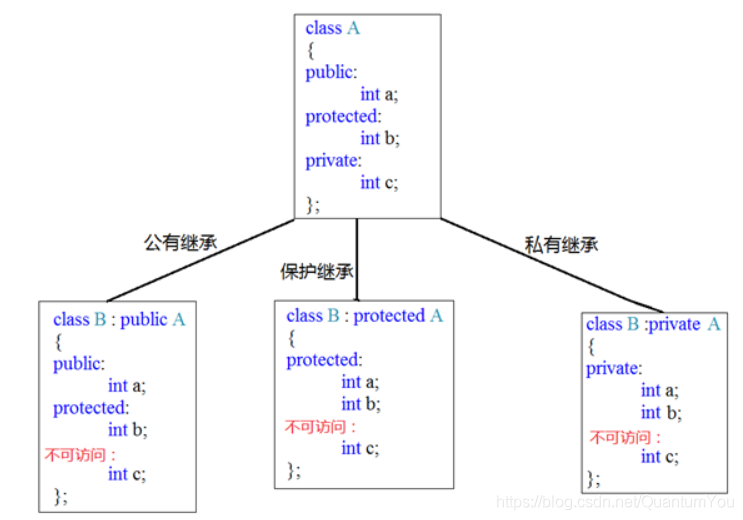 class A
{
public:
int a;
protected:
int b;
private:
int c;
};
公有继承
保护继承
私有继承
class B : public A
{
public:
int a;
protected:
int b;
不可访问：
int c;
};
class B : protected A
{
protected:
int a;
int b;
不可访问：
int c;
};
class B :private A
{
private:
int a;
int b;
不可访问：
int c;
};
https://blog.csdn.net/QuantumYou